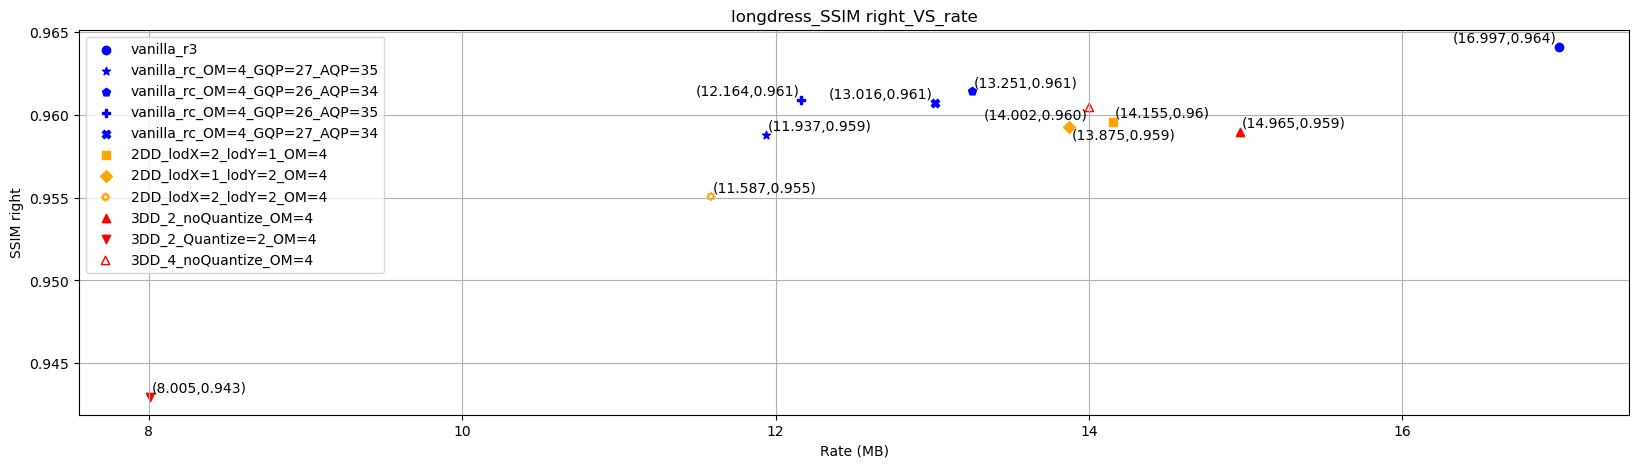 longdress_SSIM right_VS_rate
0.965
0.960
0.955
0.950
0.945
SSIM right
vanilla_r3
vanilla_rc_OM=4_GQP=27_AQP=35
vanilla_rc_OM=4_GQP=26_AQP=34
vanilla_rc_OM=4_GQP=26_AQP=35
vanilla_rc_OM=4_GQP=27_AQP=34
2DD_lodX=2_lodY=1_OM=4
2DD_lodX=1_lodY=2_OM=4
2DD_lodX=2_lodY=2_OM=4
3DD_2_noQuantize_OM=4
3DD_2_Quantize=2_OM=4
3DD_4_noQuantize_OM=4
(16.997,0.964)
(13.251,0.961)
(12.164,0.961)
(13.016,0.961)
(14.002,0.960)
(14.155,0.96)
(11.937,0.959)
(14.965,0.959)
(13.875,0.959)
(11.587,0.955)
(8.005,0.943)
8
10
12
14
16
Rate (MB)